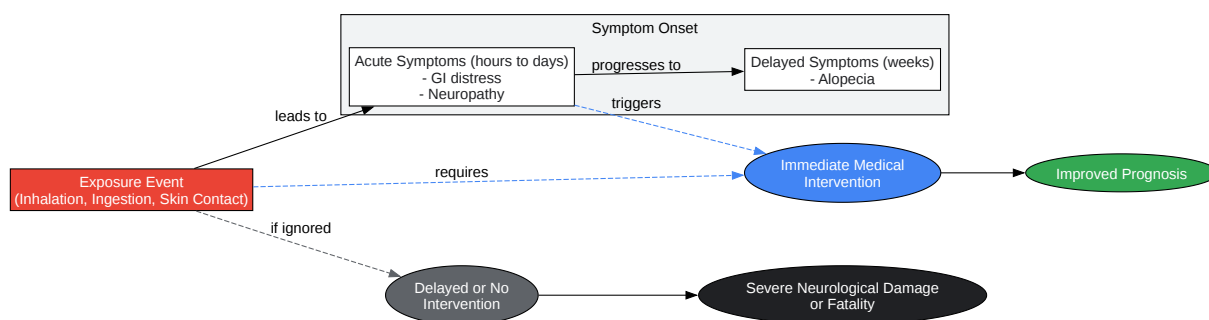 Symptom Onset
Acute Symptoms (hours to days)
- GI distress
- Neuropathy
progresses to
Delayed Symptoms (weeks)
- Alopecia
leads to
triggers
Exposure Event
(Inhalation, Ingestion, Skin Contact)
requires
Immediate Medical
Intervention
Improved Prognosis
if ignored
Delayed or No
Intervention
Severe Neurological Damage
or Fatality